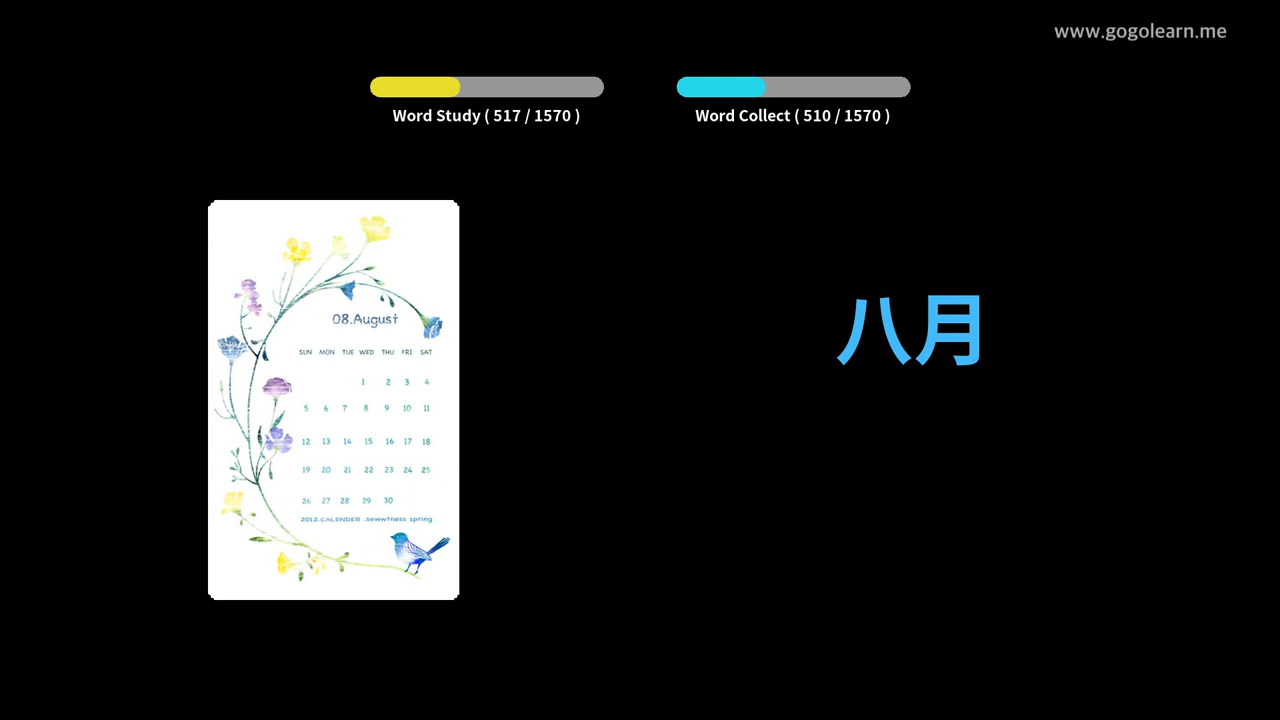 www.gogolearn.me
Word Study ( 517 / 1570 )
Word Collect ( 510 / 1570 )
08.August
SUN MON TUE WED THU FRI SAT
1 2 3 4
5 6 7 8 9 10 11
12 13 14 15 16 17 18
19 20 21 22 23 24 25
26 27 28 29 30
2012.CALENDER .sewwtness spring
八月